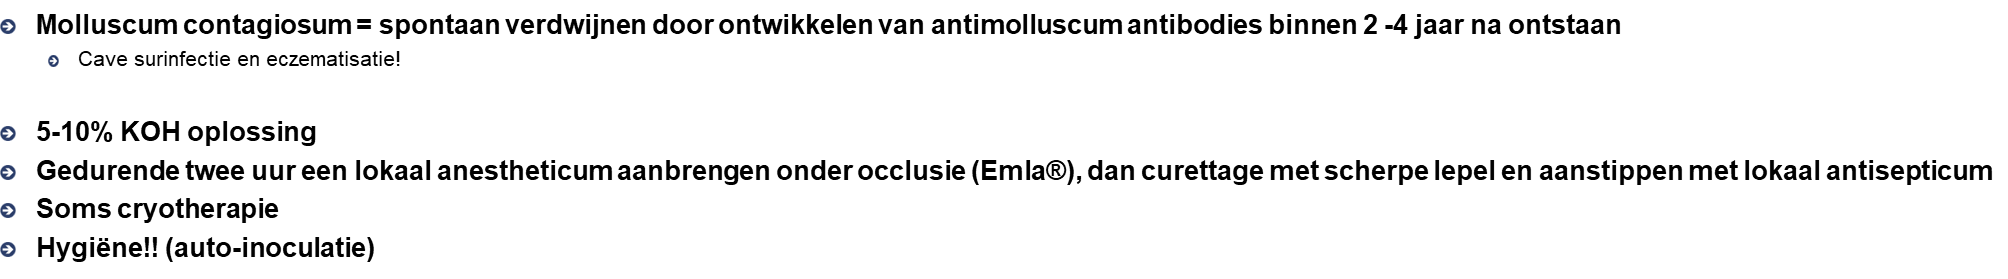 Molluscum contagiosum = spontaan verdwijnen door ontwikkelen van antimolluscum antibodies binnen 2 -4 jaar na ontstaan
Cave surinfectie en eczematisatie!
5-10% KOH oplossing
Gedurende twee uur een lokaal anestheticum aanbrengen onder occlusie (Emla®), dan curettage met scherpe lepel en aanstippen met lokaal antisepticum
Soms cryotherapie
Hygiëne!! (auto-inoculatie)